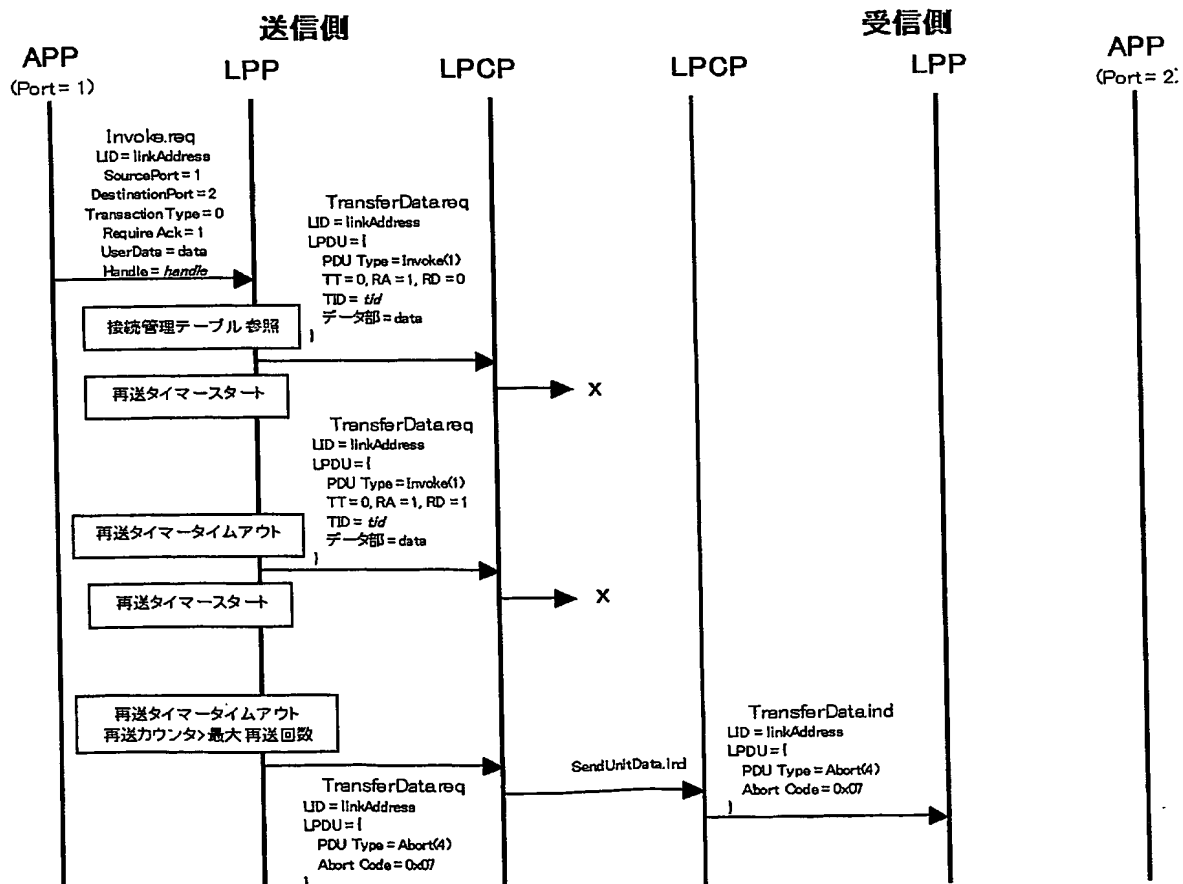 送信側
受信側
APP
(Port= 1)
LPP
LPCP
LPCP
LPP
APP
(Port= 2)
Invoke.req
LID = linkAddress
SourcePort = 1
DestinationPort = 2
Transaction Type = 0
Require Ack = 1
UserData = data
Handle = handle
接続管理テーブル 参照
TransferData.req
LID = linkAddress
LPDU = {
PDU Type = Invoke(1)
TT = 0, RA = 1, RD = 0
TID = tid
データ部 = data
}
再送タイマースタート
x
TransferData.req
LID = linkAddress
LPDU = {
PDU Type = Invoke(1)
TT = 0, RA = 1, RD = 1
TID = tid
データ部 = data
}
再送タイマータイムアウト
再送タイマースタート
x
再送タイマータイムアウト
再送カウンタ>最大再送回数
TransferData.req
LID = linkAddress
LPDU = {
PDU Type = Abort(4)
Abort Code = 0x07
}
SendUnitData.ind
TransferData.ind
LID = linkAddress
LPDU = {
PDU Type = Abort(4)
Abort Code = 0x07
}